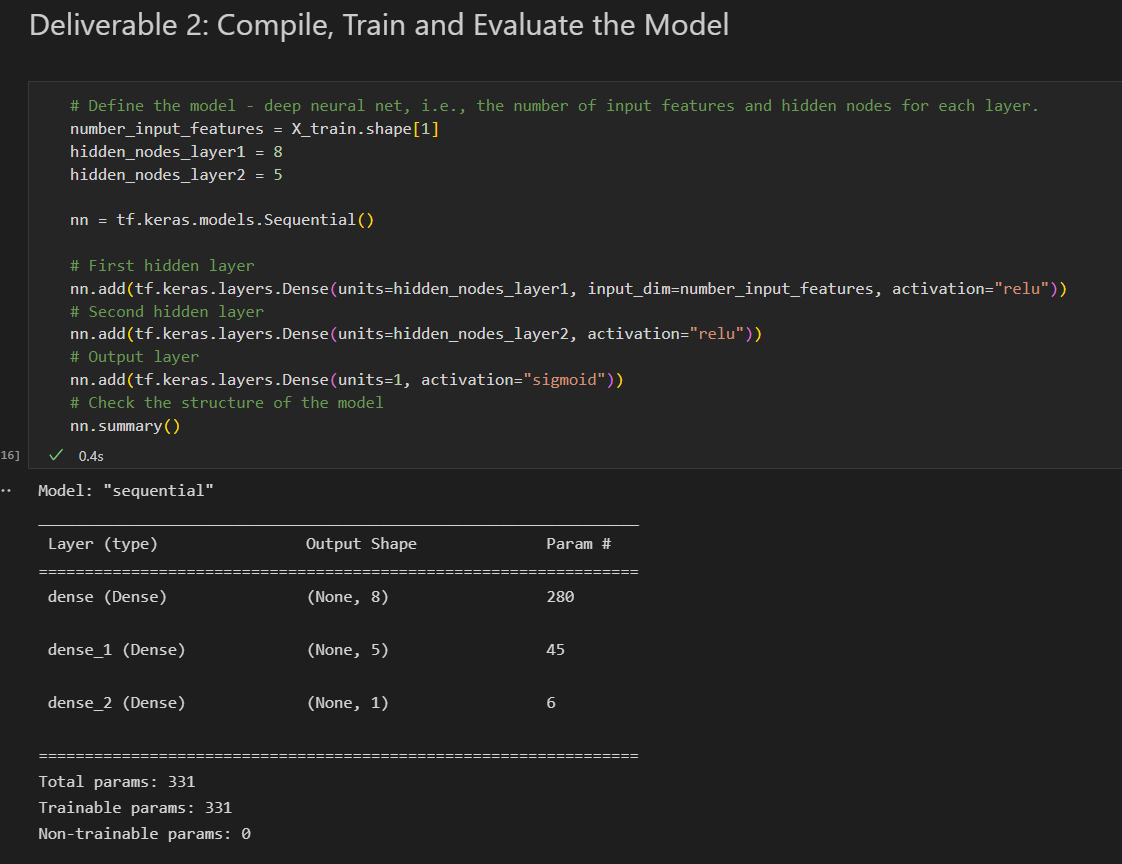 Deliverable 2: Compile, Train and Evaluate the Model
# Define the model - deep neural net, i.e., the number of input features and hidden nodes for each layer.
number_input_features = X_train.shape[1]
hidden_nodes_layer1 = 8
hidden_nodes_layer2 = 5
nn = tf.keras.models.Sequential()
# First hidden layer
nn.add(tf.keras.layers.Dense(units=hidden_nodes_layer1, input_dim=number_input_features, activation="relu"))
# Second hidden layer
nn.add(tf.keras.layers.Dense(units=hidden_nodes_layer2, activation="relu"))
# Output layer
nn.add(tf.keras.layers.Dense(units=1, activation="sigmoid"))
# Check the structure of the model
nn.summary()
16] ✓ 0.4s
Model: "sequential"
_________________________________________________________________
Layer (type) Output Shape Param #
=================================================================
dense (Dense) (None, 8) 280
dense_1 (Dense) (None, 5) 45
dense_2 (Dense) (None, 1) 6
=================================================================
Total params: 331
Trainable params: 331
Non-trainable params: 0